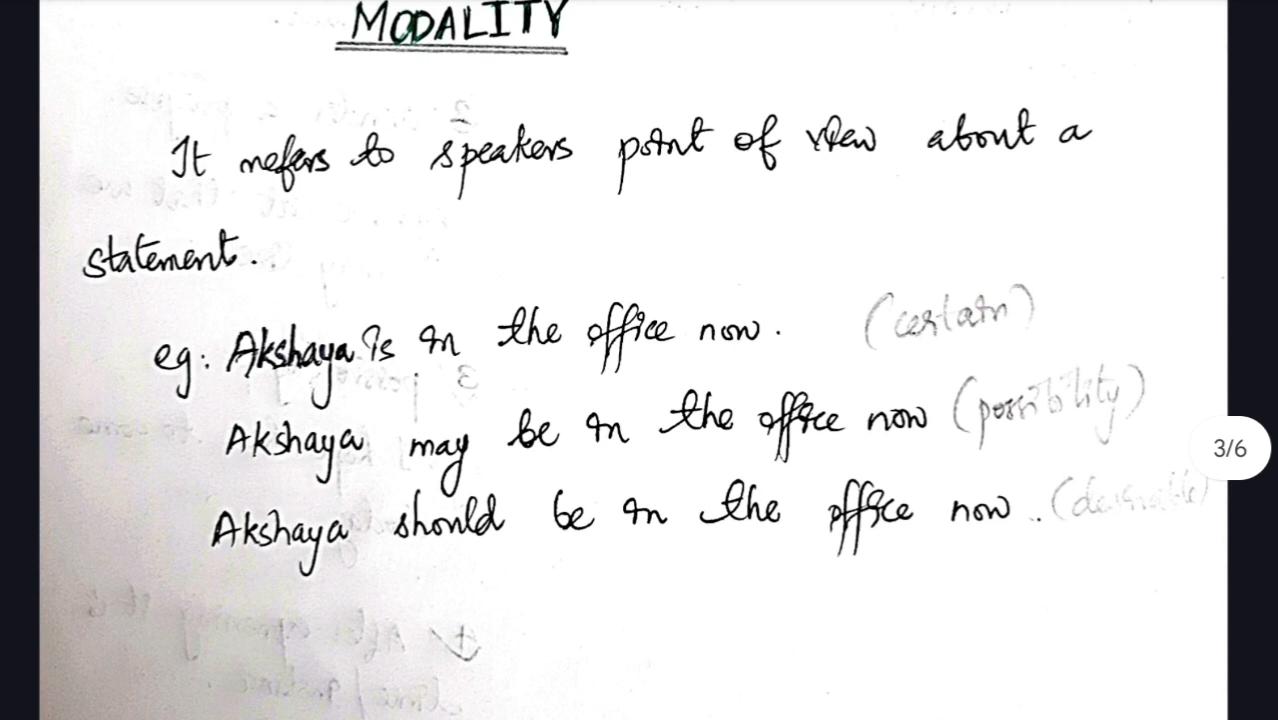 MODALITY
It refers to speakers point of view about a
statement.
eg: Akshaya is in the office now. (certain)
Akshaya may be in the office now (possibility)
Akshaya should be in the office now .. (desirable)
3/6